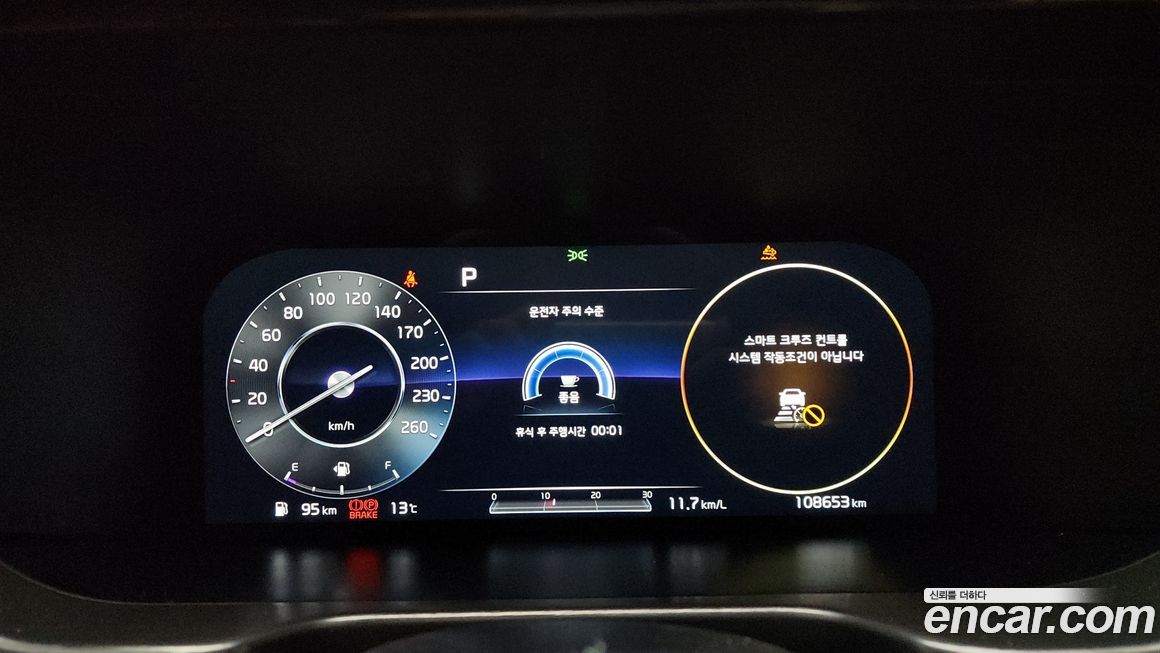 P
운전자 주의 수준
좋음
휴식 후 주행시간 00:01
스마트 크루즈 컨트롤
시스템 작동조건이 아닙니다
0 20 40 60 80 100 120 140 170 200 230 260
km/h
E F
95 km
BRAKE
13℃
0 10 20 30
11.7 km/L
108653 km
신뢰를 더하다
encar.com